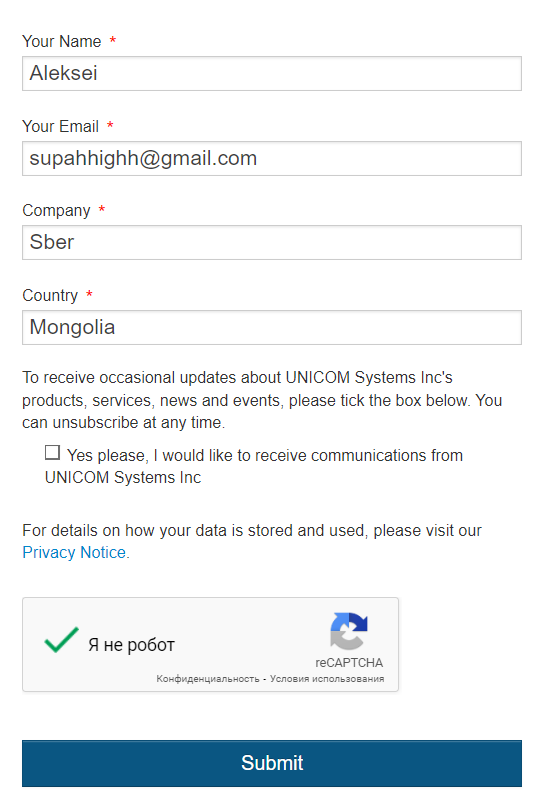 Your Name *
Aleksei
Your Email *
supahhighh@gmail.com
Company *
Sber
Country *
Mongolia
To receive occasional updates about UNICOM Systems Inc's
products, services, news and events, please tick the box below. You
can unsubscribe at any time.
Yes please, I would like to receive communications from
UNICOM Systems Inc
For details on how your data is stored and used, please visit our
Privacy Notice.
Я не робот
reCAPTCHA
Конфиденциальность - Условия использования
Submit